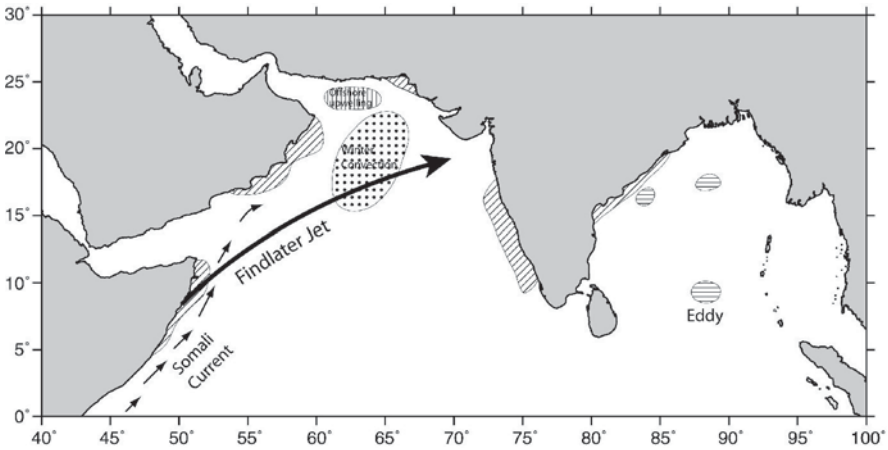 30°
25°
20°
15°
10°
5°
0°
Offshore
upwelling
Winter
Convection
Findlater Jet
Somali
Current
Eddy
40° 45° 50° 55° 60° 65° 70° 75° 80° 85° 90° 95° 100°